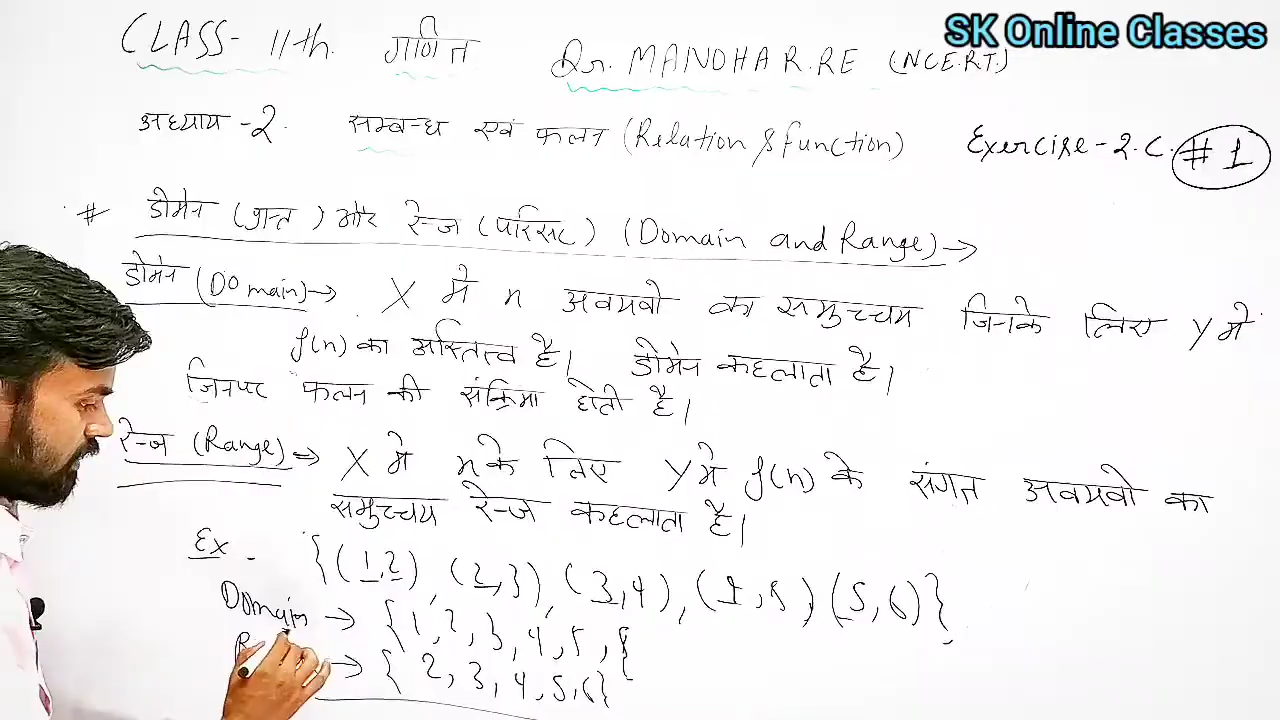 SK Online Classes
CLASS- 11th. गणित Dr. MANOHAR.RE (N.C.E.R.T.)
अध्याय -2. सम्बन्ध एवं फलन (Relation & function) Exercise-2.C. #1
# डोमेन (प्रान्त) और रेन्ज (परिसर) (Domain and Range)→
डोमेन (Domain)→ X मे n अवयवो का समुच्चय जिनके लिए Y मे
f(n) का अस्तित्व है। डोमेन कहलाता है।
जिनपर फलन की संक्रिया होती है।
रेन्ज (Range)→ X मे n के लिए Y मे f(n) के संगत अवयवो का
समुच्चय रेन्ज कहलाता है।
Ex - {(1,2), (2,3), (3,4), (4,5), (5,6)}
Domain → {1,2,3,4,5,}
→ {2,3,4,5,6}